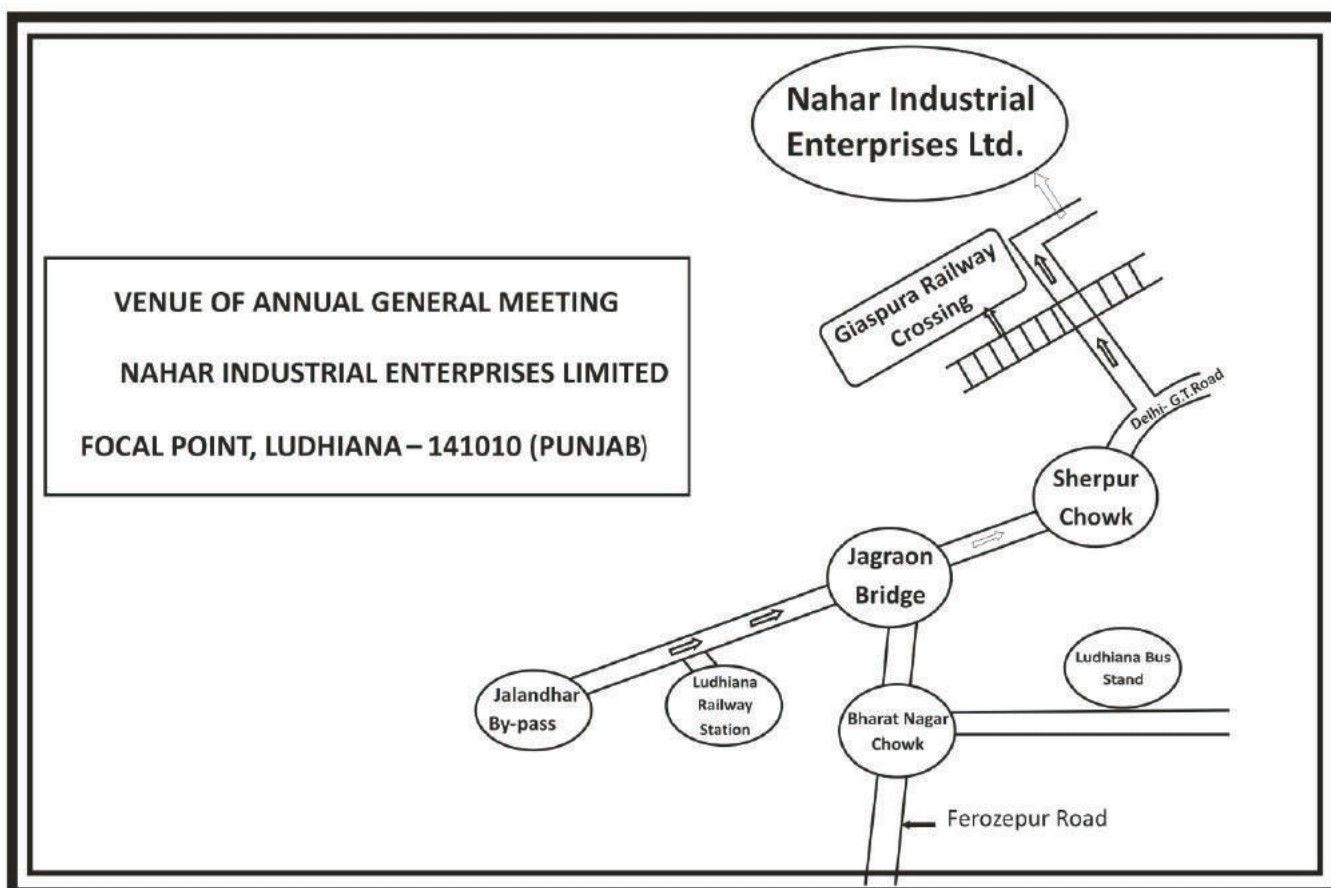 Nahar Industrial
Enterprises Ltd.
VENUE OF ANNUAL GENERAL MEETING
NAHAR INDUSTRIAL ENTERPRISES LIMITED
FOCAL POINT, LUDHIANA – 141010 (PUNJAB)
Giaspura Railway
Crossing
Delhi- G.T.Road
Sherpur
Chowk
Jagraon
Bridge
Ludhiana Bus
Stand
Jalandhar
By-pass
Ludhiana
Railway
Station
Bharat Nagar
Chowk
Ferozepur Road